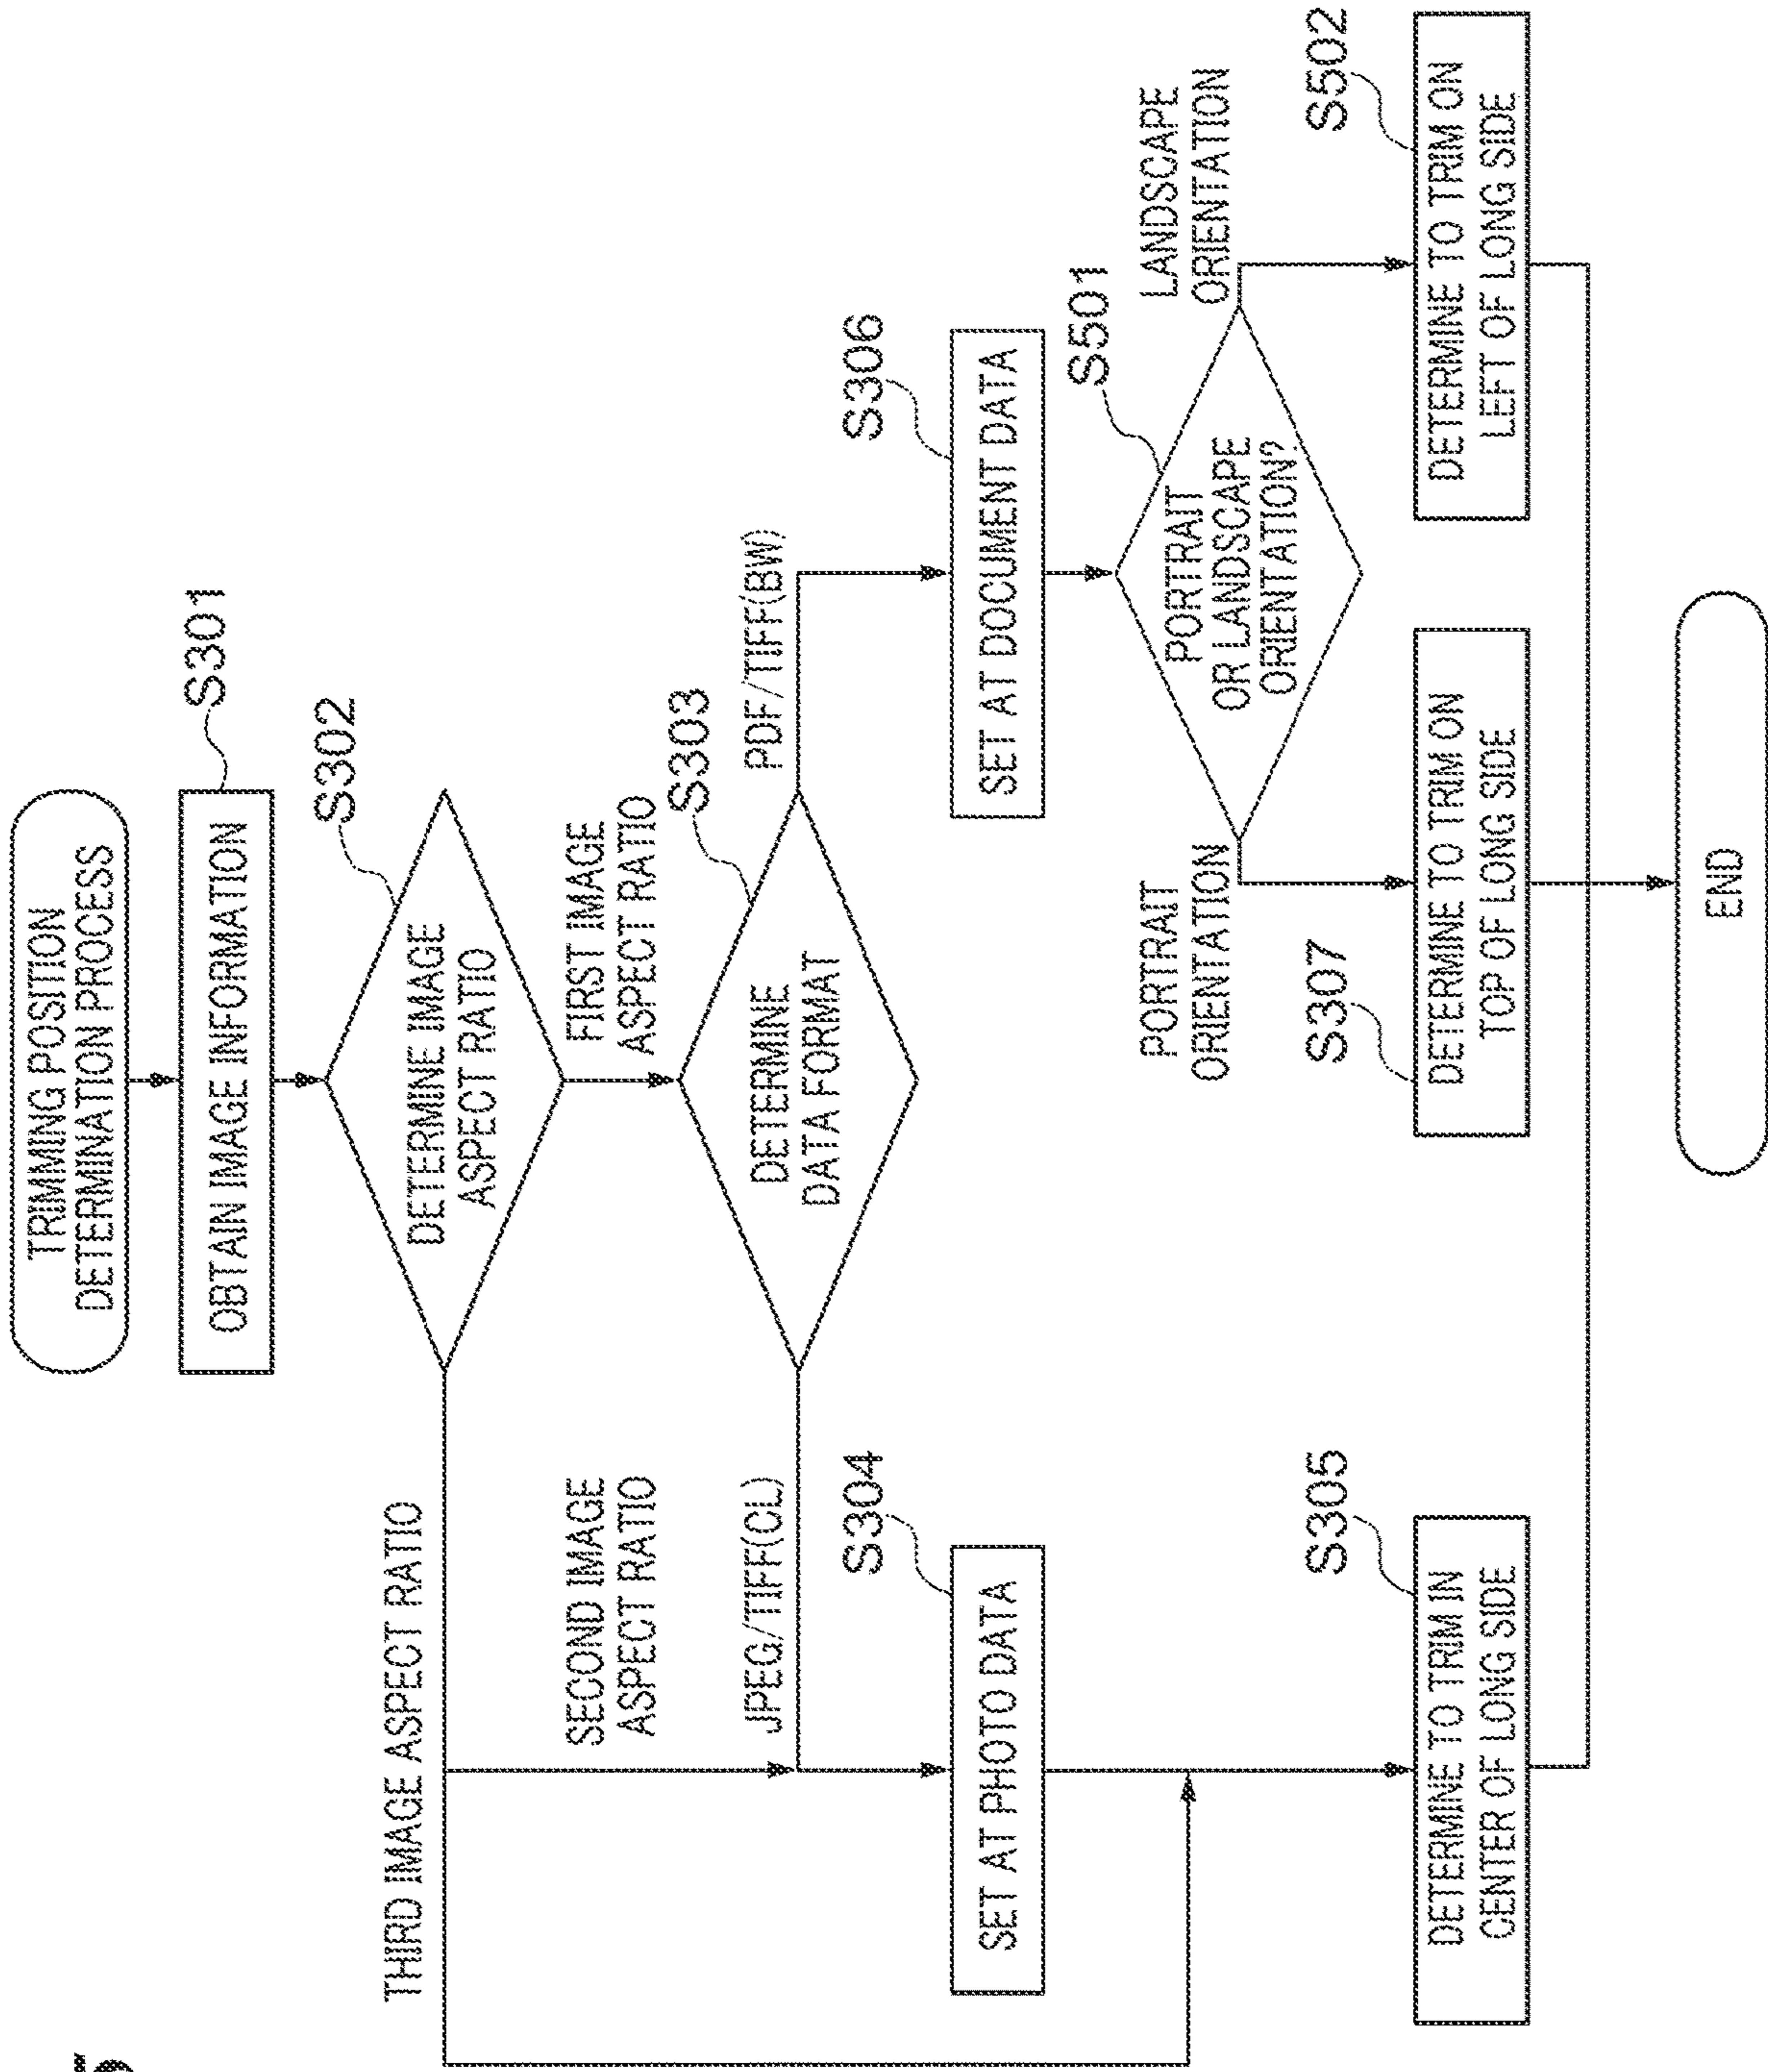 TRIMMING POSITION
DETERMINATION PROCESS
S301
OBTAIN IMAGE INFORMATION
S302
DETERMINE IMAGE
ASPECT RATIO
THIRD IMAGE ASPECT RATIO
SECOND IMAGE
ASPECT RATIO
FIRST IMAGE
ASPECT RATIO
S303
DETERMINE
DATA FORMAT
JPEG/TIFF(CL)
PDF/TIFF(BW)
S304
SET AT PHOTO DATA
S306
SET AT DOCUMENT DATA
S501
PORTRAIT
OR LANDSCAPE
ORIENTATION?
PORTRAIT
ORIENTATION
LANDSCAPE
ORIENTATION
S305
DETERMINE TO TRIM IN
CENTER OF LONG SIDE
S307
DETERMINE TO TRIM ON
TOP OF LONG SIDE
S502
DETERMINE TO TRIM ON
LEFT OF LONG SIDE
END